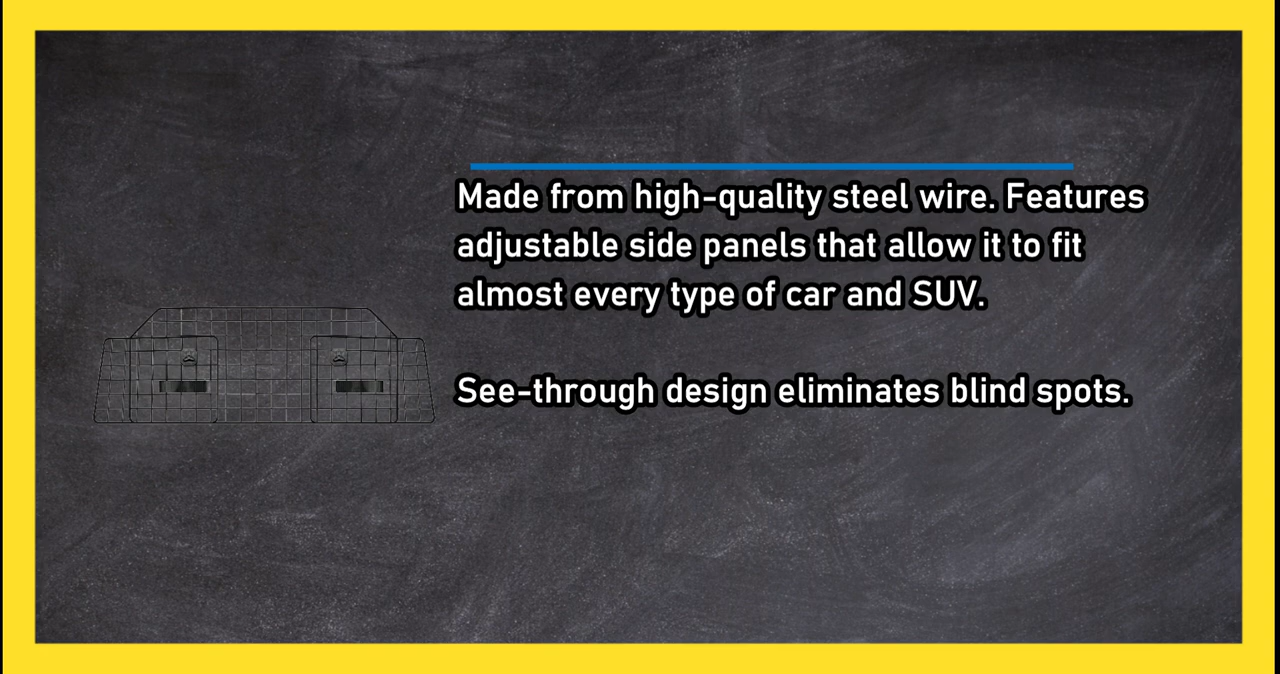 Made from high-quality steel wire. Features
adjustable side panels that allow it to fit
almost every type of car and SUV.
See-through design eliminates blind spots.